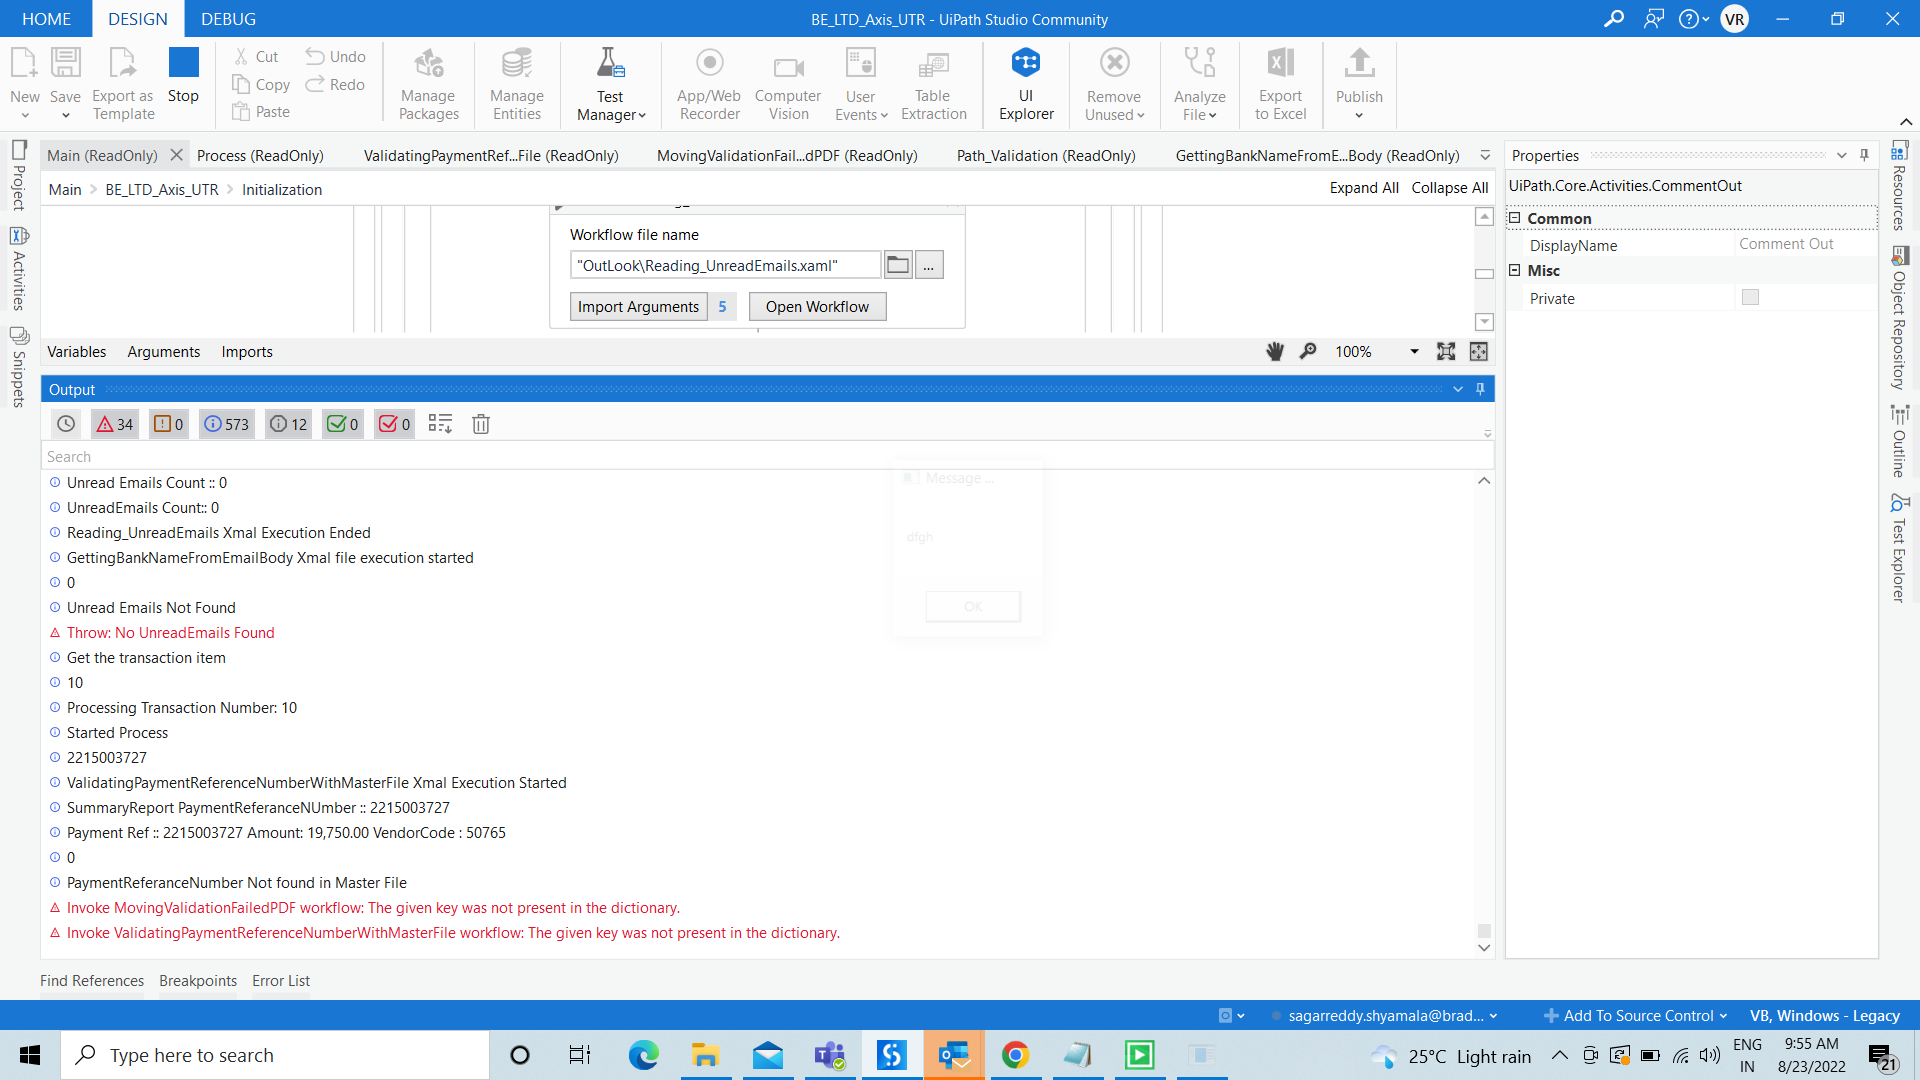 HOME DESIGN DEBUG BE_LTD_Axis_UTR - UiPath Studio Community VR
New Save Export as Template Stop Cut Copy Paste Undo Redo Manage Packages Manage Entities Test Manager App/Web Recorder Computer Vision User Events Table Extraction UI Explorer Remove Unused Analyze File Export to Excel Publish
Main (ReadOnly) Process (ReadOnly) ValidatingPaymentRef...File (ReadOnly) MovingValidationFail...dPDF (ReadOnly) Path_Validation (ReadOnly) GettingBankNameFromE...Body (ReadOnly)
Main BE_LTD_Axis_UTR Initialization Expand All Collapse All
Workflow file name
"OutLook\Reading_UnreadEmails.xaml" ...
Import Arguments 5 Open Workflow
Variables Arguments Imports 100%
Output
34 0 573 12 0 0
Search
Unread Emails Count :: 0
UnreadEmails Count:: 0
Reading_UnreadEmails Xmal Execution Ended
GettingBankNameFromEmailBody Xmal file execution started
0
Unread Emails Not Found
Throw: No UnreadEmails Found
Get the transaction item
10
Processing Transaction Number: 10
Started Process
2215003727
ValidatingPaymentReferenceNumberWithMasterFile Xmal Execution Started
SummaryReport PaymentReferanceNUmber :: 2215003727
Payment Ref :: 2215003727 Amount: 19,750.00 VendorCode : 50765
0
PaymentReferanceNumber Not found in Master File
Invoke MovingValidationFailedPDF workflow: The given key was not present in the dictionary.
Invoke ValidatingPaymentReferenceNumberWithMasterFile workflow: The given key was not present in the dictionary.
Message ...
dfgh
OK
Find References Breakpoints Error List
Project
Activities
Snippets
Properties
UiPath.Core.Activities.CommentOut
Common
DisplayName Comment Out
Misc
Private
Resources
Object Repository
Outline
Test Explorer
sagarreddy.shyamala@brad... Add To Source Control VB, Windows - Legacy
Type here to search 25°C Light rain ENG IN 9:55 AM 8/23/2022 21